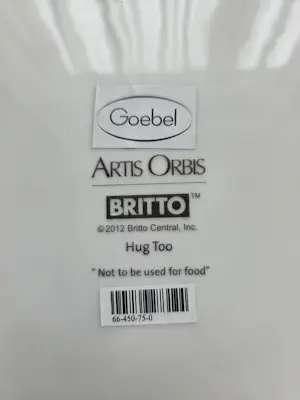 Goebel
ARTIS ORBIS
BRITTO™
©2012 Britto Central, Inc.
Hug Too
"Not to be used for food"
66-450-75-0